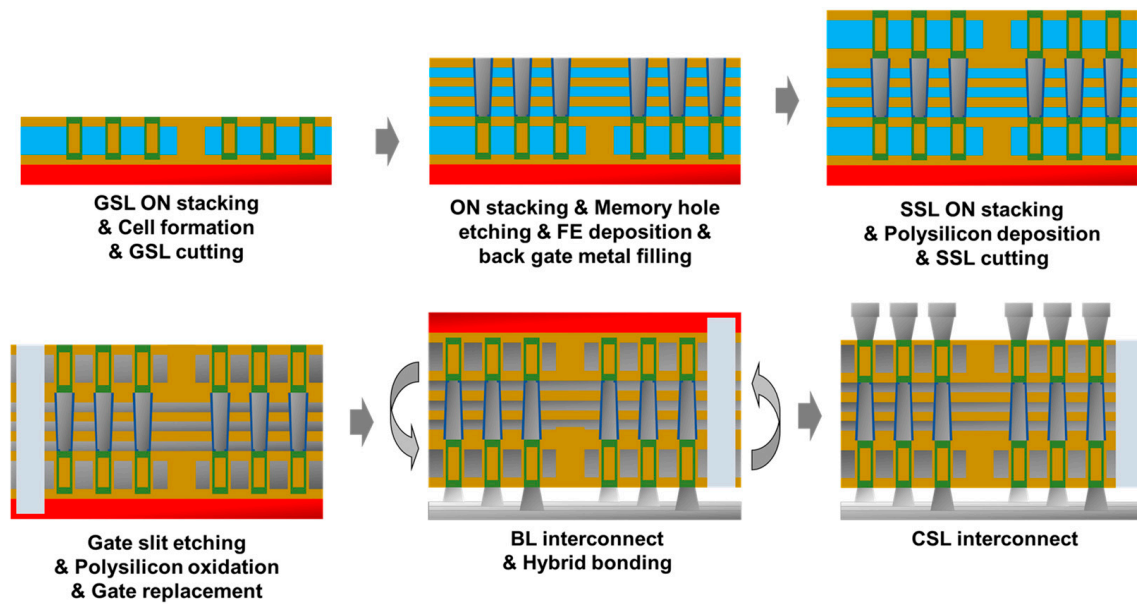 GSL ON stacking
& Cell formation
& GSL cutting
ON stacking & Memory hole
etching & FE deposition &
back gate metal filling
SSL ON stacking
& Polysilicon deposition
& SSL cutting
Gate slit etching
& Polysilicon oxidation
& Gate replacement
BL interconnect
& Hybrid bonding
CSL interconnect